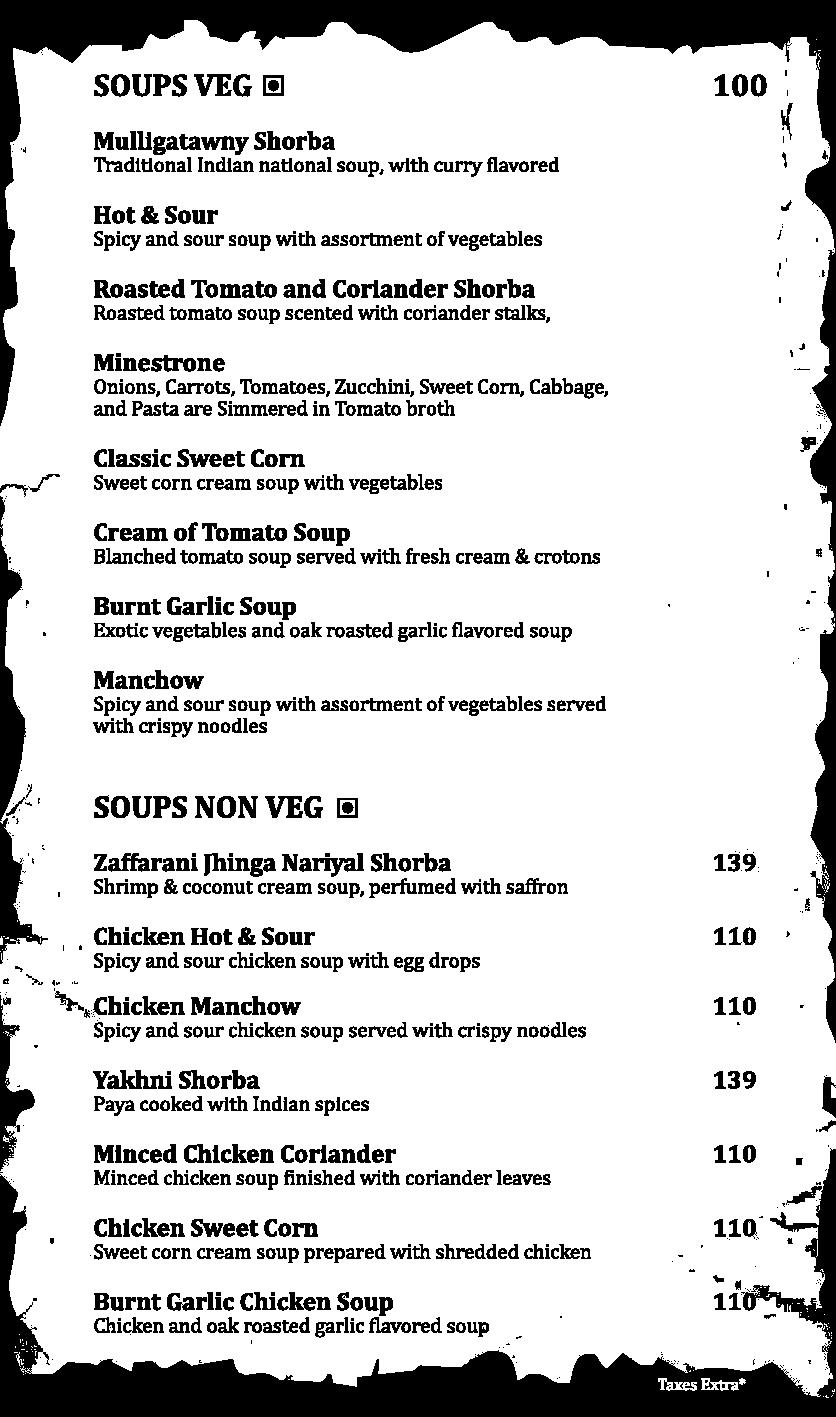 SOUPS VEG 100
Mulligatawny Shorba
Traditional Indian national soup, with curry flavored
Hot & Sour
Spicy and sour soup with assortment of vegetables
Roasted Tomato and Coriander Shorba
Roasted tomato soup scented with coriander stalks,
Minestrone
Onions, Carrots, Tomatoes, Zucchini, Sweet Corn, Cabbage,
and Pasta are Simmered in Tomato broth
Classic Sweet Corn
Sweet corn cream soup with vegetables
Cream of Tomato Soup
Blanched tomato soup served with fresh cream & crotons
Burnt Garlic Soup
Exotic vegetables and oak roasted garlic flavored soup
Manchow
Spicy and sour soup with assortment of vegetables served
with crispy noodles
SOUPS NON VEG
Zaffarani Jhinga Nariyal Shorba 139
Shrimp & coconut cream soup, perfumed with saffron
Chicken Hot & Sour 110
Spicy and sour chicken soup with egg drops
Chicken Manchow 110
Spicy and sour chicken soup served with crispy noodles
Yakhni Shorba 139
Paya cooked with Indian spices
Minced Chicken Coriander 110
Minced chicken soup finished with coriander leaves
Chicken Sweet Corn 110
Sweet corn cream soup prepared with shredded chicken
Burnt Garlic Chicken Soup 110
Chicken and oak roasted garlic flavored soup
Taxes Extra*